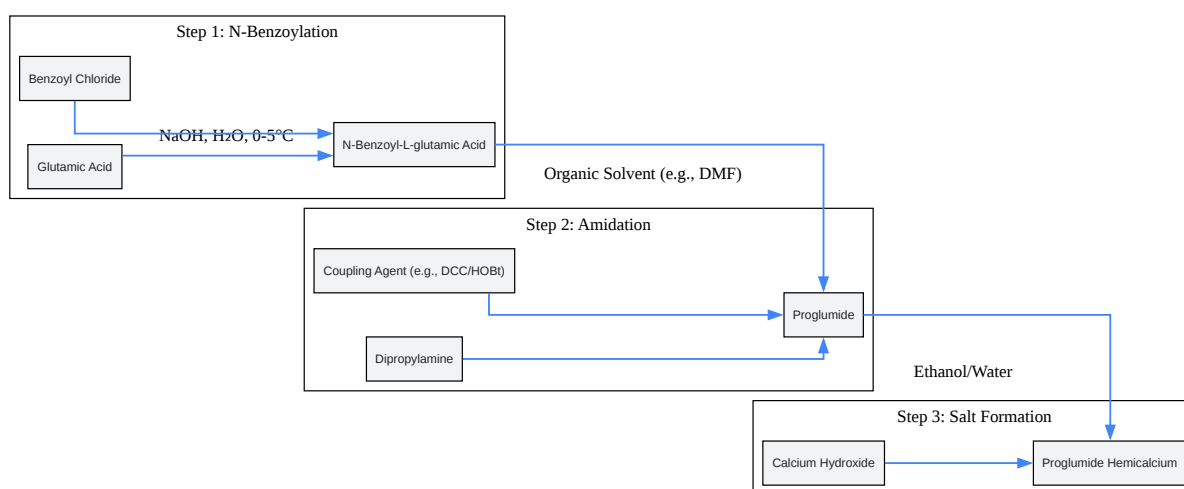 Step 1: N-Benzoylation
Benzoyl Chloride
NaOH, H₂O, 0-5°C
N-Benzoyl-L-glutamic Acid
Glutamic Acid
Organic Solvent (e.g., DMF)
Step 2: Amidation
Coupling Agent (e.g., DCC/HOBt)
Proglumide
Dipropylamine
Ethanol/Water
Step 3: Salt Formation
Calcium Hydroxide
Proglumide Hemicalcium